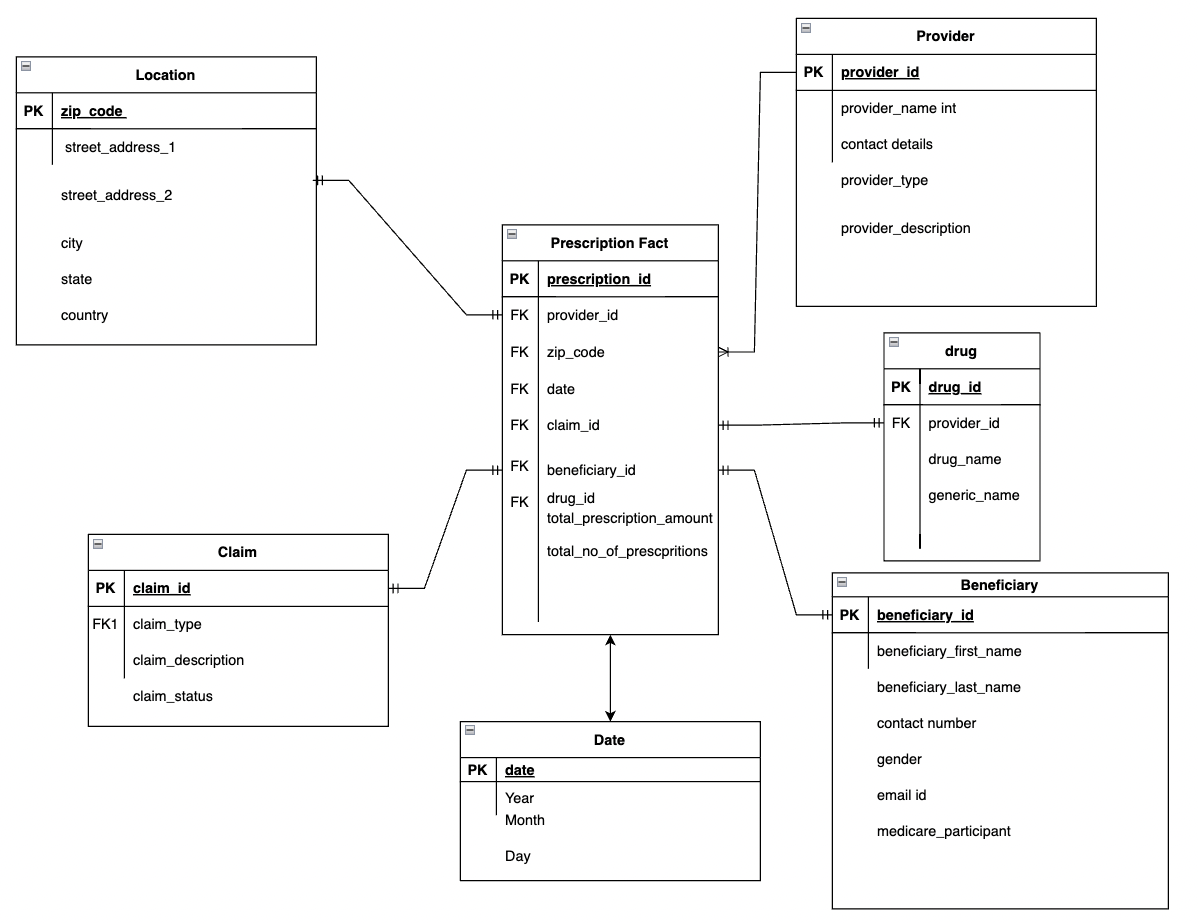 Location
PK zip_code
street_address_1
street_address_2
city
state
country
Provider
PK provider_id
provider_name int
contact details
provider_type
provider_description
Prescription Fact
PK prescription_id
FK provider_id
FK zip_code
FK date
FK claim_id
FK beneficiary_id
FK drug_id
total_prescription_amount
total_no_of_prescpritions
drug
PK drug_id
FK provider_id
drug_name
generic_name
Claim
PK claim_id
FK1 claim_type
claim_description
claim_status
Beneficiary
PK beneficiary_id
beneficiary_first_name
beneficiary_last_name
contact number
gender
email id
medicare_participant
Date
PK date
Year
Month
Day